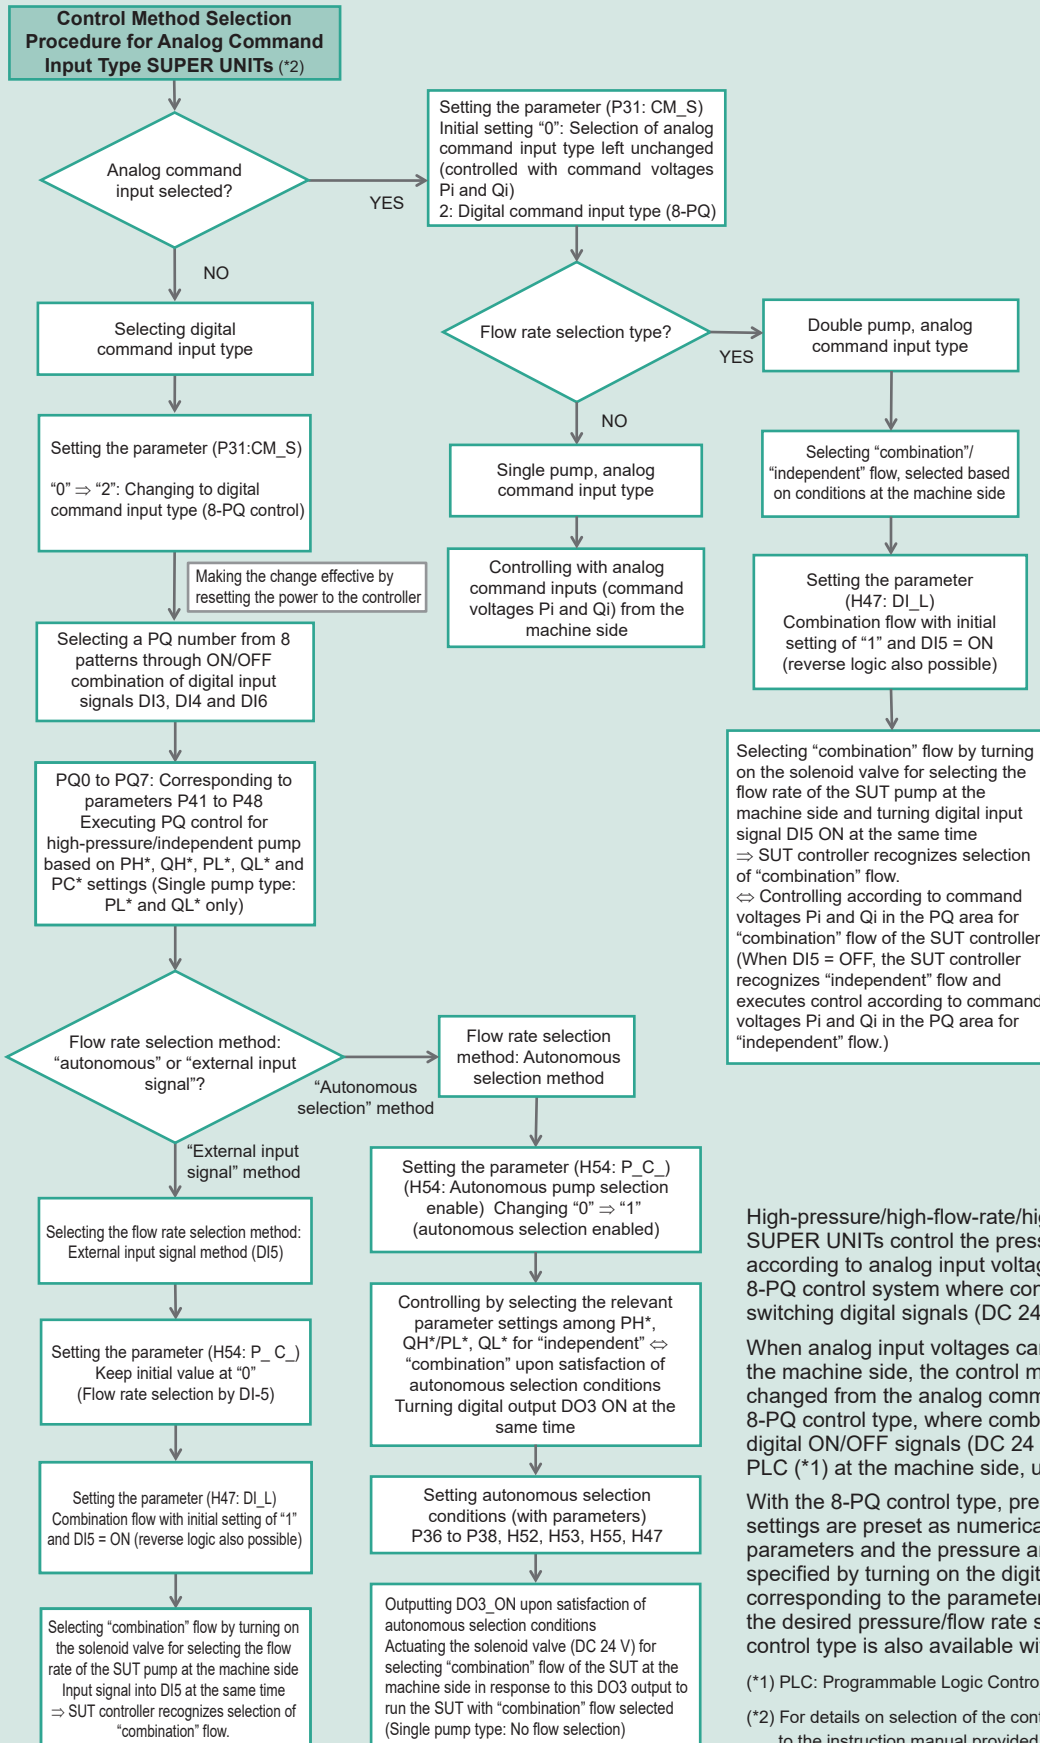 Control Method Selection
Procedure for Analog Command
Input Type SUPER UNITs (*2)
Analog command
input selected?
YES
NO
Setting the parameter (P31: CM_S)
Initial setting “0”: Selection of analog
command input type left unchanged
(controlled with command voltages
Pi and Qi)
2: Digital command input type (8-PQ)
Flow rate selection type?
YES
NO
Double pump, analog
command input type
Selecting “combination”/
“independent” flow, selected based
on conditions at the machine side
Setting the parameter
(H47: DI_L)
Combination flow with initial
setting of “1” and DI5 = ON
(reverse logic also possible)
Selecting “combination” flow by turning
on the solenoid valve for selecting the
flow rate of the SUT pump at the
machine side and turning digital input
signal DI5 ON at the same time
⇒ SUT controller recognizes selection
of “combination” flow.
⇔ Controlling according to command
voltages Pi and Qi in the PQ area for
“combination” flow of the SUT controller
(When DI5 = OFF, the SUT controller
recognizes “independent” flow and
executes control according to command
voltages Pi and Qi in the PQ area for
“independent” flow.)
Single pump, analog
command input type
Controlling with analog
command inputs (command
voltages Pi and Qi) from the
machine side
Selecting digital
command input type
Setting the parameter (P31:CM_S)
“0” ⇒ “2”: Changing to digital
command input type (8-PQ control)
Making the change effective by
resetting the power to the controller
Selecting a PQ number from 8
patterns through ON/OFF
combination of digital input
signals DI3, DI4 and DI6
PQ0 to PQ7: Corresponding to
parameters P41 to P48
Executing PQ control for
high-pressure/independent pump
based on PH*, QH*, PL*, QL* and
PC* settings (Single pump type:
PL* and QL* only)
Flow rate selection method:
“autonomous” or “external input
signal”?
“Autonomous
selection” method
“External input
signal” method
Flow rate selection
method: Autonomous
selection method
Setting the parameter (H54: P_C_)
(H54: Autonomous pump selection
enable) Changing “0” ⇒ “1”
(autonomous selection enabled)
Controlling by selecting the relevant
parameter settings among PH*,
QH*/PL*, QL* for “independent” ⇔
“combination” upon satisfaction of
autonomous selection conditions
Turning digital output DO3 ON at the
same time
Setting autonomous selection
conditions (with parameters)
P36 to P38, H52, H53, H55, H47
Outputting DO3_ON upon satisfaction of
autonomous selection conditions
Actuating the solenoid valve (DC 24 V) for
selecting “combination” flow of the SUT at the
machine side in response to this DO3 output to
run the SUT with “combination” flow selected
(Single pump type: No flow selection)
Selecting the flow rate selection method:
External input signal method (DI5)
Setting the parameter (H54: P_ C_)
Keep initial value at “0”
(Flow rate selection by DI-5)
Setting the parameter (H47: DI_L)
Combination flow with initial setting of “1”
and DI5 = ON (reverse logic also possible)
Selecting “combination” flow by turning on
the solenoid valve for selecting the flow
rate of the SUT pump at the machine side
Input signal into DI5 at the same time
⇒ SUT controller recognizes selection of
“combination” flow.
High-pressure/high-flow-rate/hig
SUPER UNITs control the press
according to analog input voltag
8-PQ control system where con
switching digital signals (DC 24
When analog input voltages can
the machine side, the control m
changed from the analog comm
8-PQ control type, where comb
digital ON/OFF signals (DC 24
PLC (*1) at the machine side, u
With the 8-PQ control type, pre
settings are preset as numerica
parameters and the pressure an
specified by turning on the digit
corresponding to the parameter
the desired pressure/flow rate s
control type is also available wi
(*1) PLC: Programmable Logic Contro
(*2) For details on selection of the cont
to the instruction manual provided